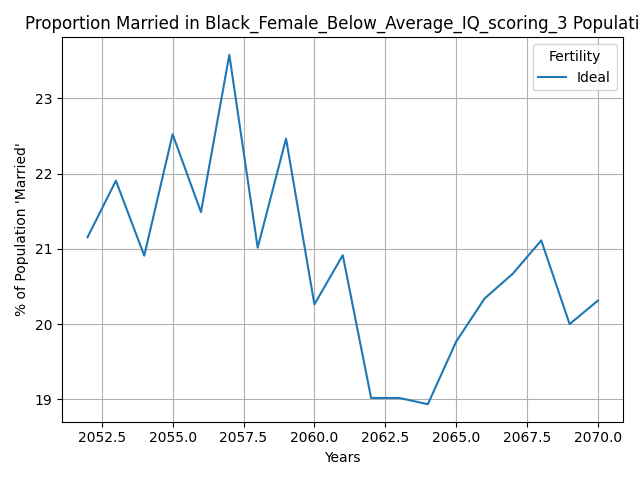 Proportion Married in Black_Female_Below_Average_IQ_scoring_3 Populati
Fertility
Ideal
% of Population 'Married'
23
22
21
20
19
2052.5 2055.0 2057.5 2060.0 2062.5 2065.0 2067.5 2070.0
Years